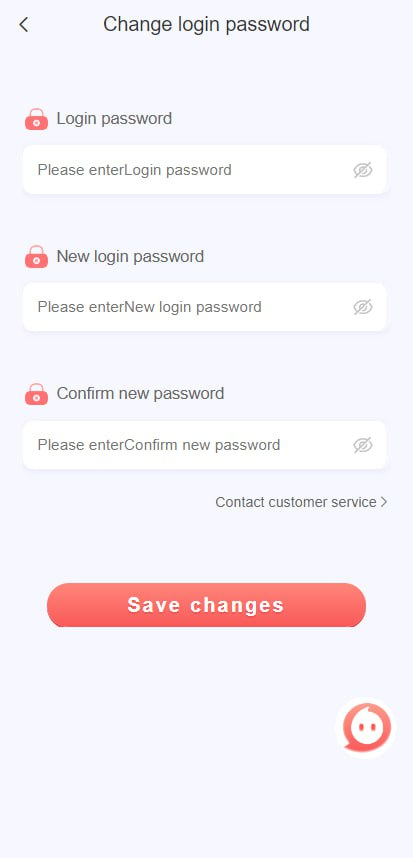 Change login password
Login password
Please enterLogin password
New login password
Please enterNew login password
Confirm new password
Please enterConfirm new password
Contact customer service
Save changes